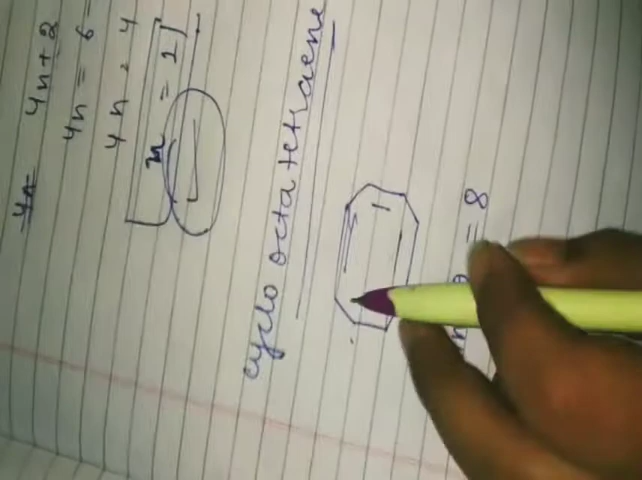 4n 4n+2
4n = 6
4n = 4
n = 1
cyclo octa tetraene
= 8